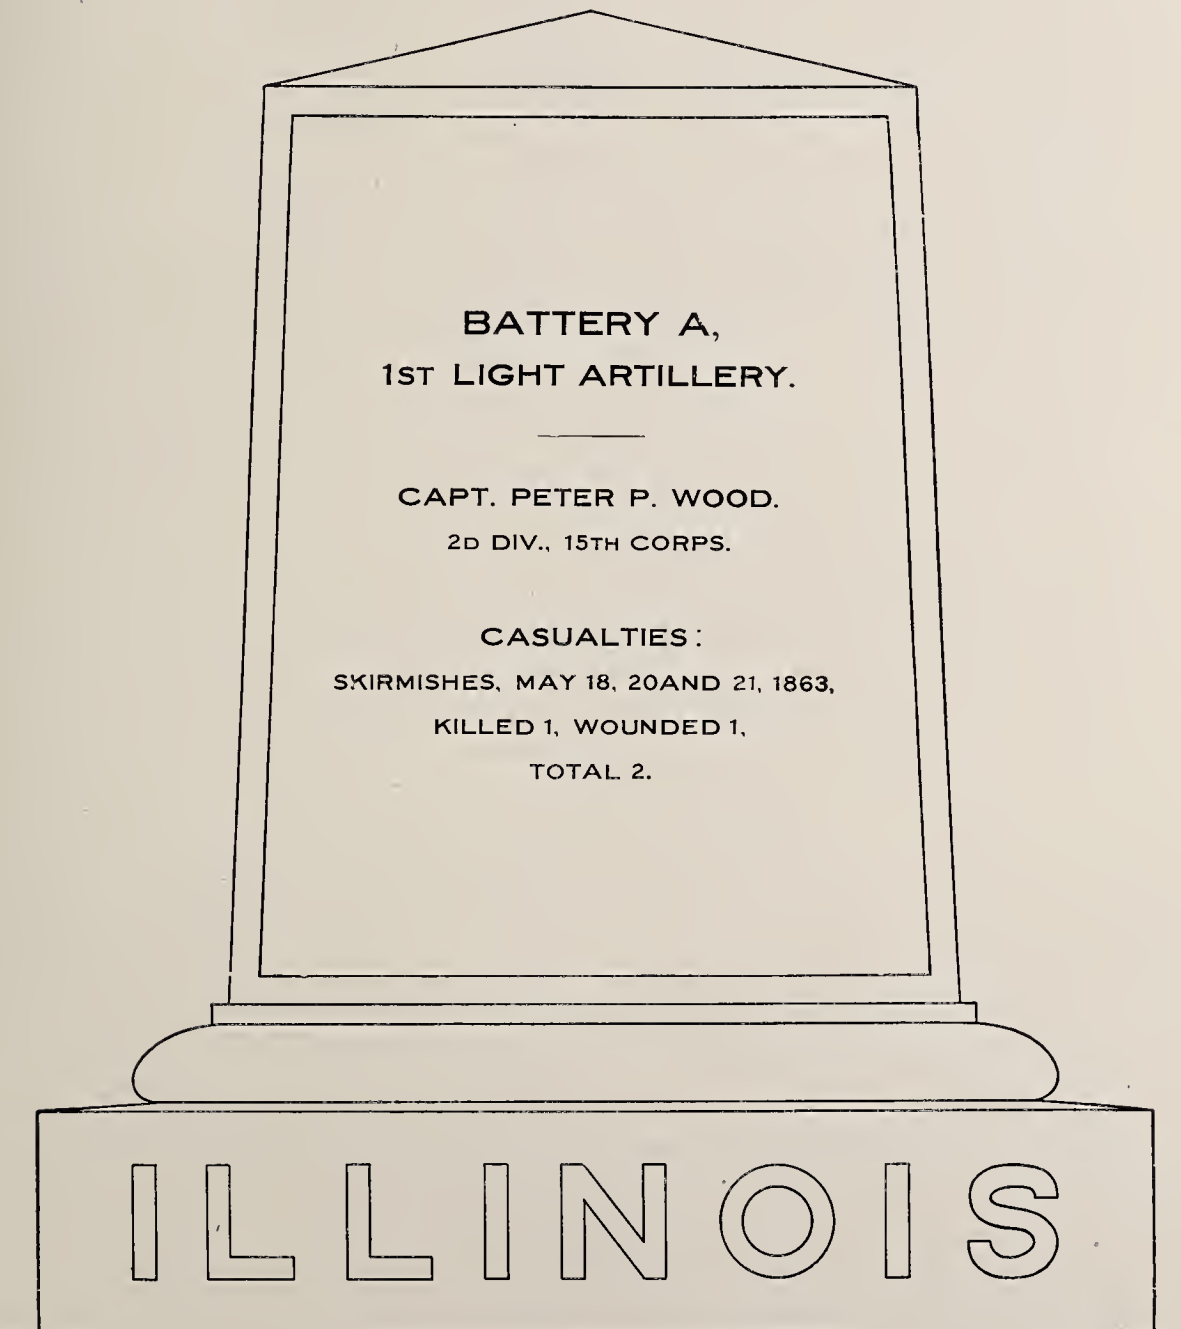 BATTERY A,
1ST LIGHT ARTILLERY.
CAPT. PETER P. WOOD.
2D DIV., 15TH CORPS.
CASUALTIES:
SKIRMISHES, MAY 18, 20AND 21, 1863,
KILLED 1, WOUNDED 1,
TOTAL 2.
ILLINOIS